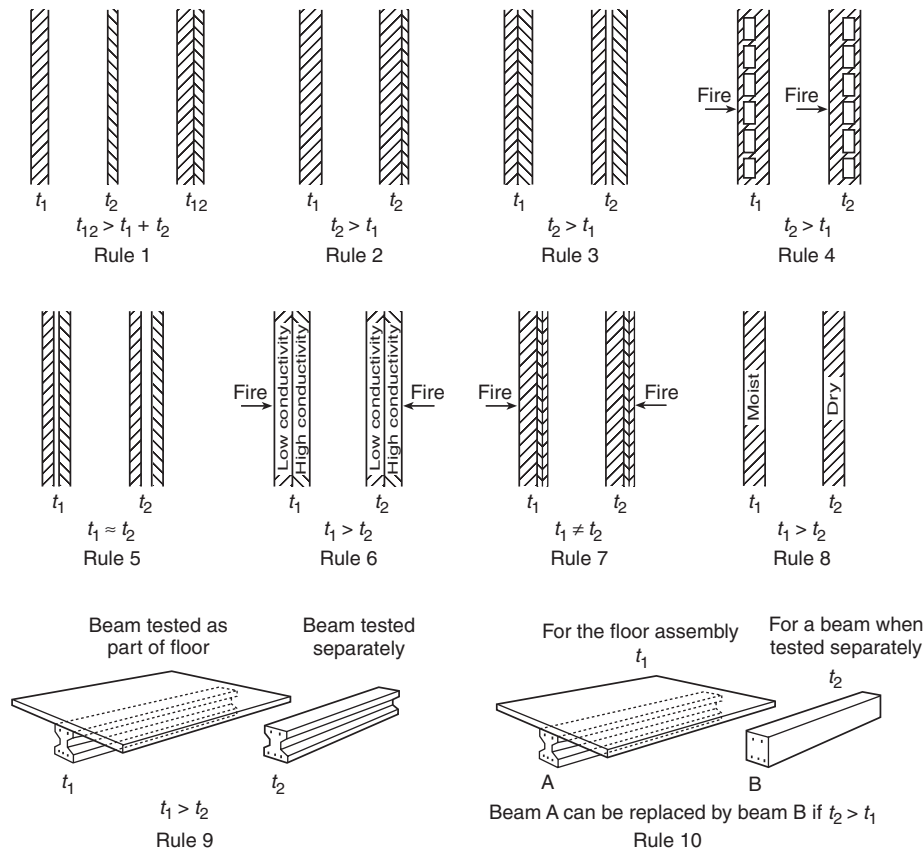 t1 t2 t12
t12 > t1 + t2
Rule 1
t1 t2
t2 > t1
Rule 2
t1 t2
t2 > t1
Rule 3
Fire Fire
t1 t2
t2 > t1
Rule 4
t1 t2
t1 ≈ t2
Rule 5
Fire Low conductivity High conductivity Low conductivity High conductivity Fire
t1 t2
t1 > t2
Rule 6
Fire Fire
t1 t2
t1 ≠ t2
Rule 7
Moist Dry
t1 t2
t1 > t2
Rule 8
Beam tested as
part of floor
Beam tested
separately
t1 t2
t1 > t2
Rule 9
For the floor assembly
t1
For a beam when
tested separately
t2
A B
Beam A can be replaced by beam B if t2 > t1
Rule 10